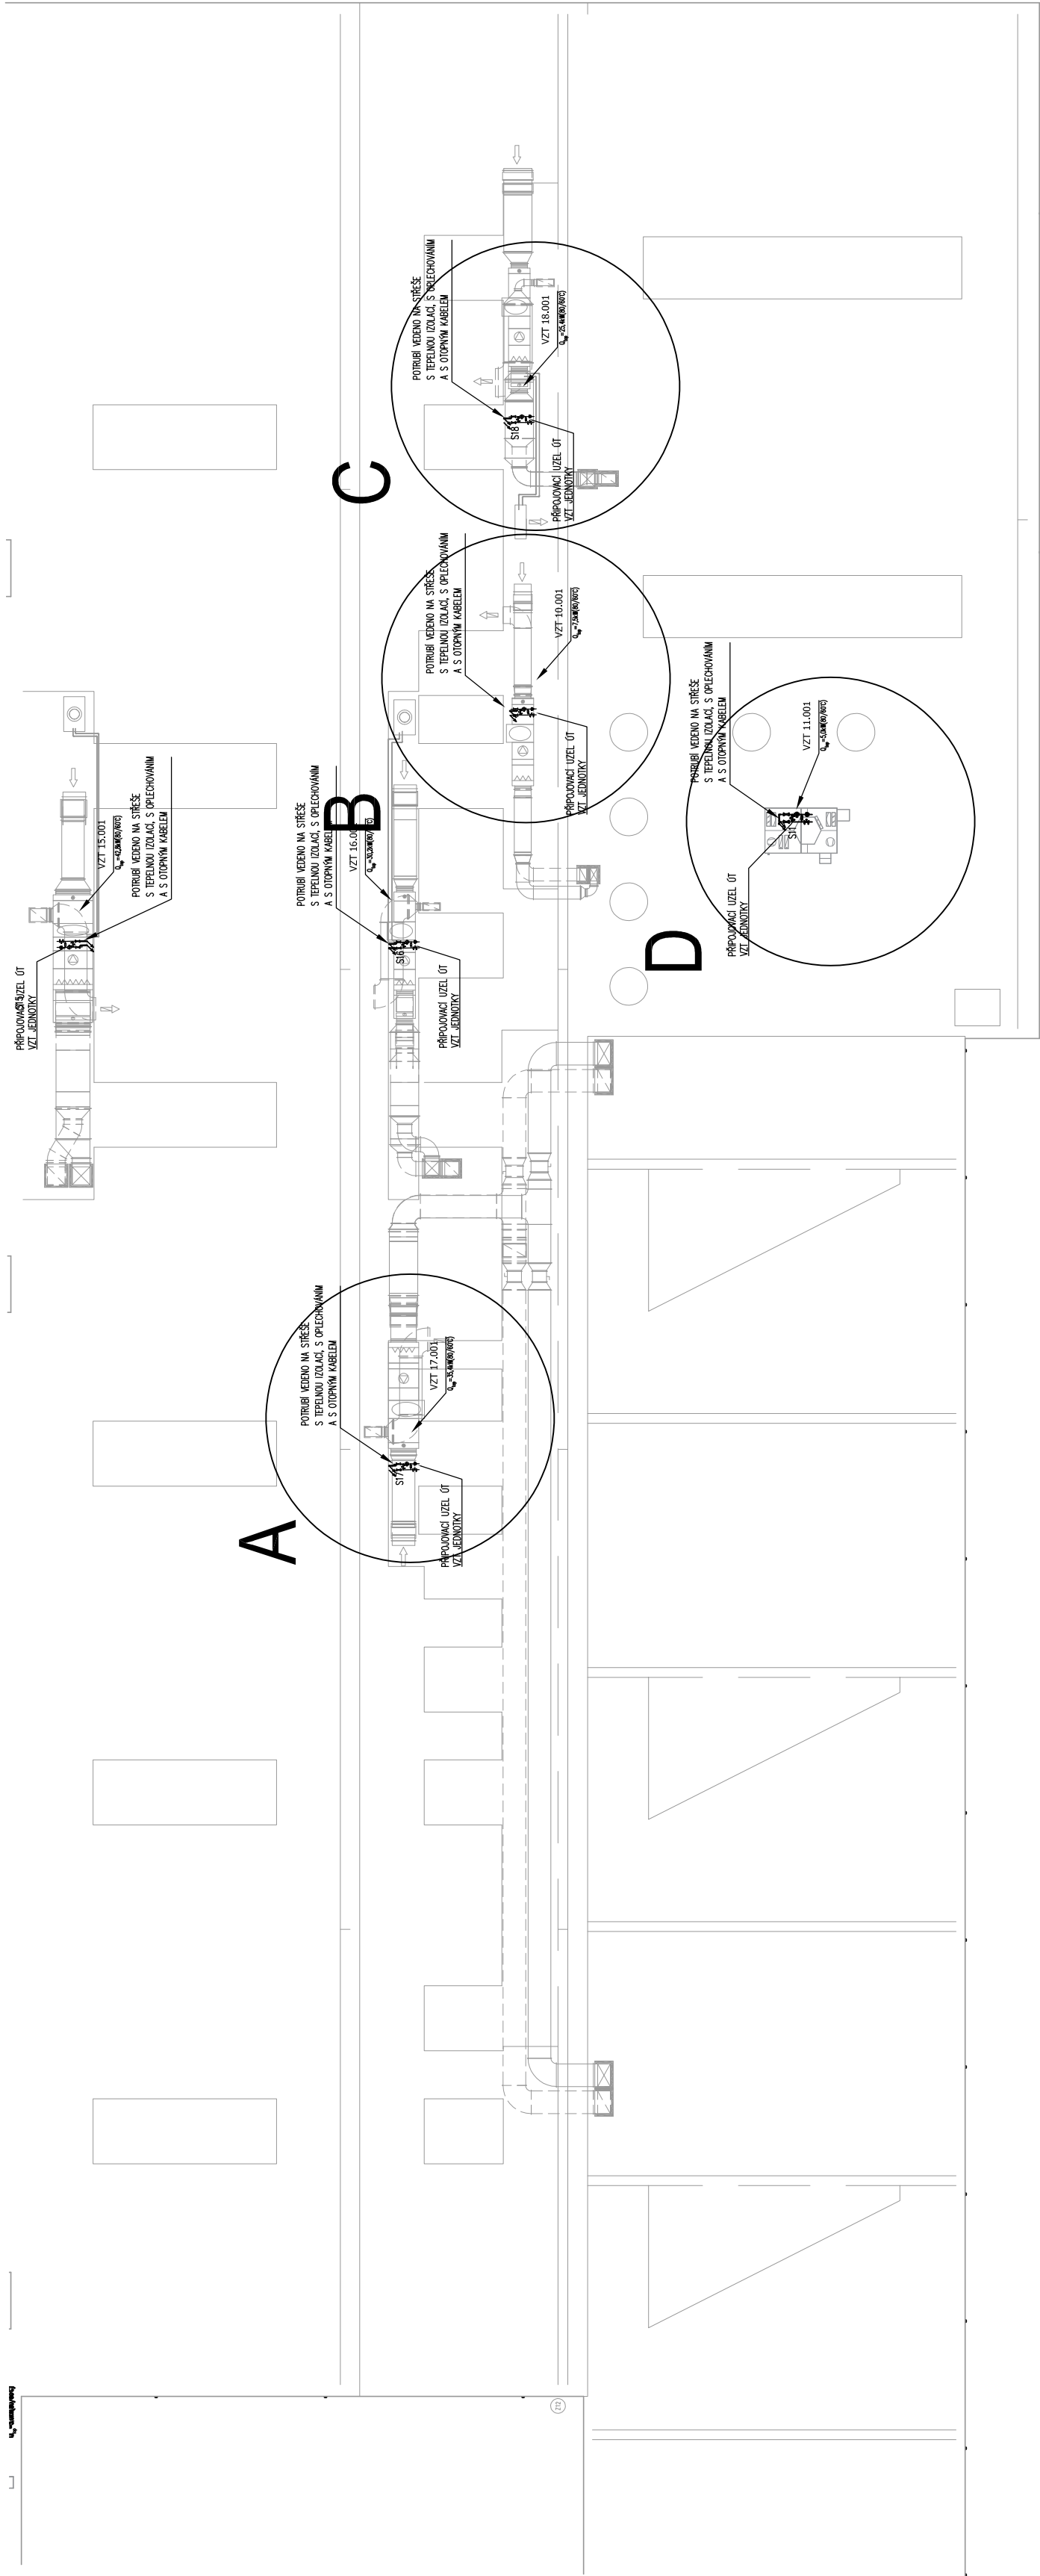 C
POTRUBÍ VEDENO NA STŘEŠE
S TEPELNOU IZOLACÍ, S OPLECHOVÁNÍM
A S OTOPNÝM KABELEM
S18
VZT 18.001
PŘIPOJOVACÍ UZEL ÚT
VZT JEDNOTKY
POTRUBÍ VEDENO NA STŘEŠE
S TEPELNOU IZOLACÍ, S OPLECHOVÁNÍM
A S OTOPNÝM KABELEM
VZT 10.001
PŘIPOJOVACÍ UZEL ÚT
VZT JEDNOTKY
D
POTRUBÍ VEDENO NA STŘEŠE
S TEPELNOU IZOLACÍ, S OPLECHOVÁNÍM
A S OTOPNÝM KABELEM
S11
VZT 11.001
PŘIPOJOVACÍ UZEL ÚT
VZT JEDNOTKY
VZT 15.001
POTRUBÍ VEDENO NA STŘEŠE
S TEPELNOU IZOLACÍ, S OPLECHOVÁNÍM
A S OTOPNÝM KABELEM
PŘIPOJOVACÍ UZEL ÚT
VZT JEDNOTKY
B
POTRUBÍ VEDENO NA STŘEŠE
S TEPELNOU IZOLACÍ, S OPLECHOVÁNÍM
A S OTOPNÝM KABELEM
S16
PŘIPOJOVACÍ UZEL ÚT
VZT JEDNOTKY
A
POTRUBÍ VEDENO NA STŘEŠE
S TEPELNOU IZOLACÍ, S OPLECHOVÁNÍM
A S OTOPNÝM KABELEM
S17
VZT 17.001
PŘIPOJOVACÍ UZEL ÚT
VZT JEDNOTKY